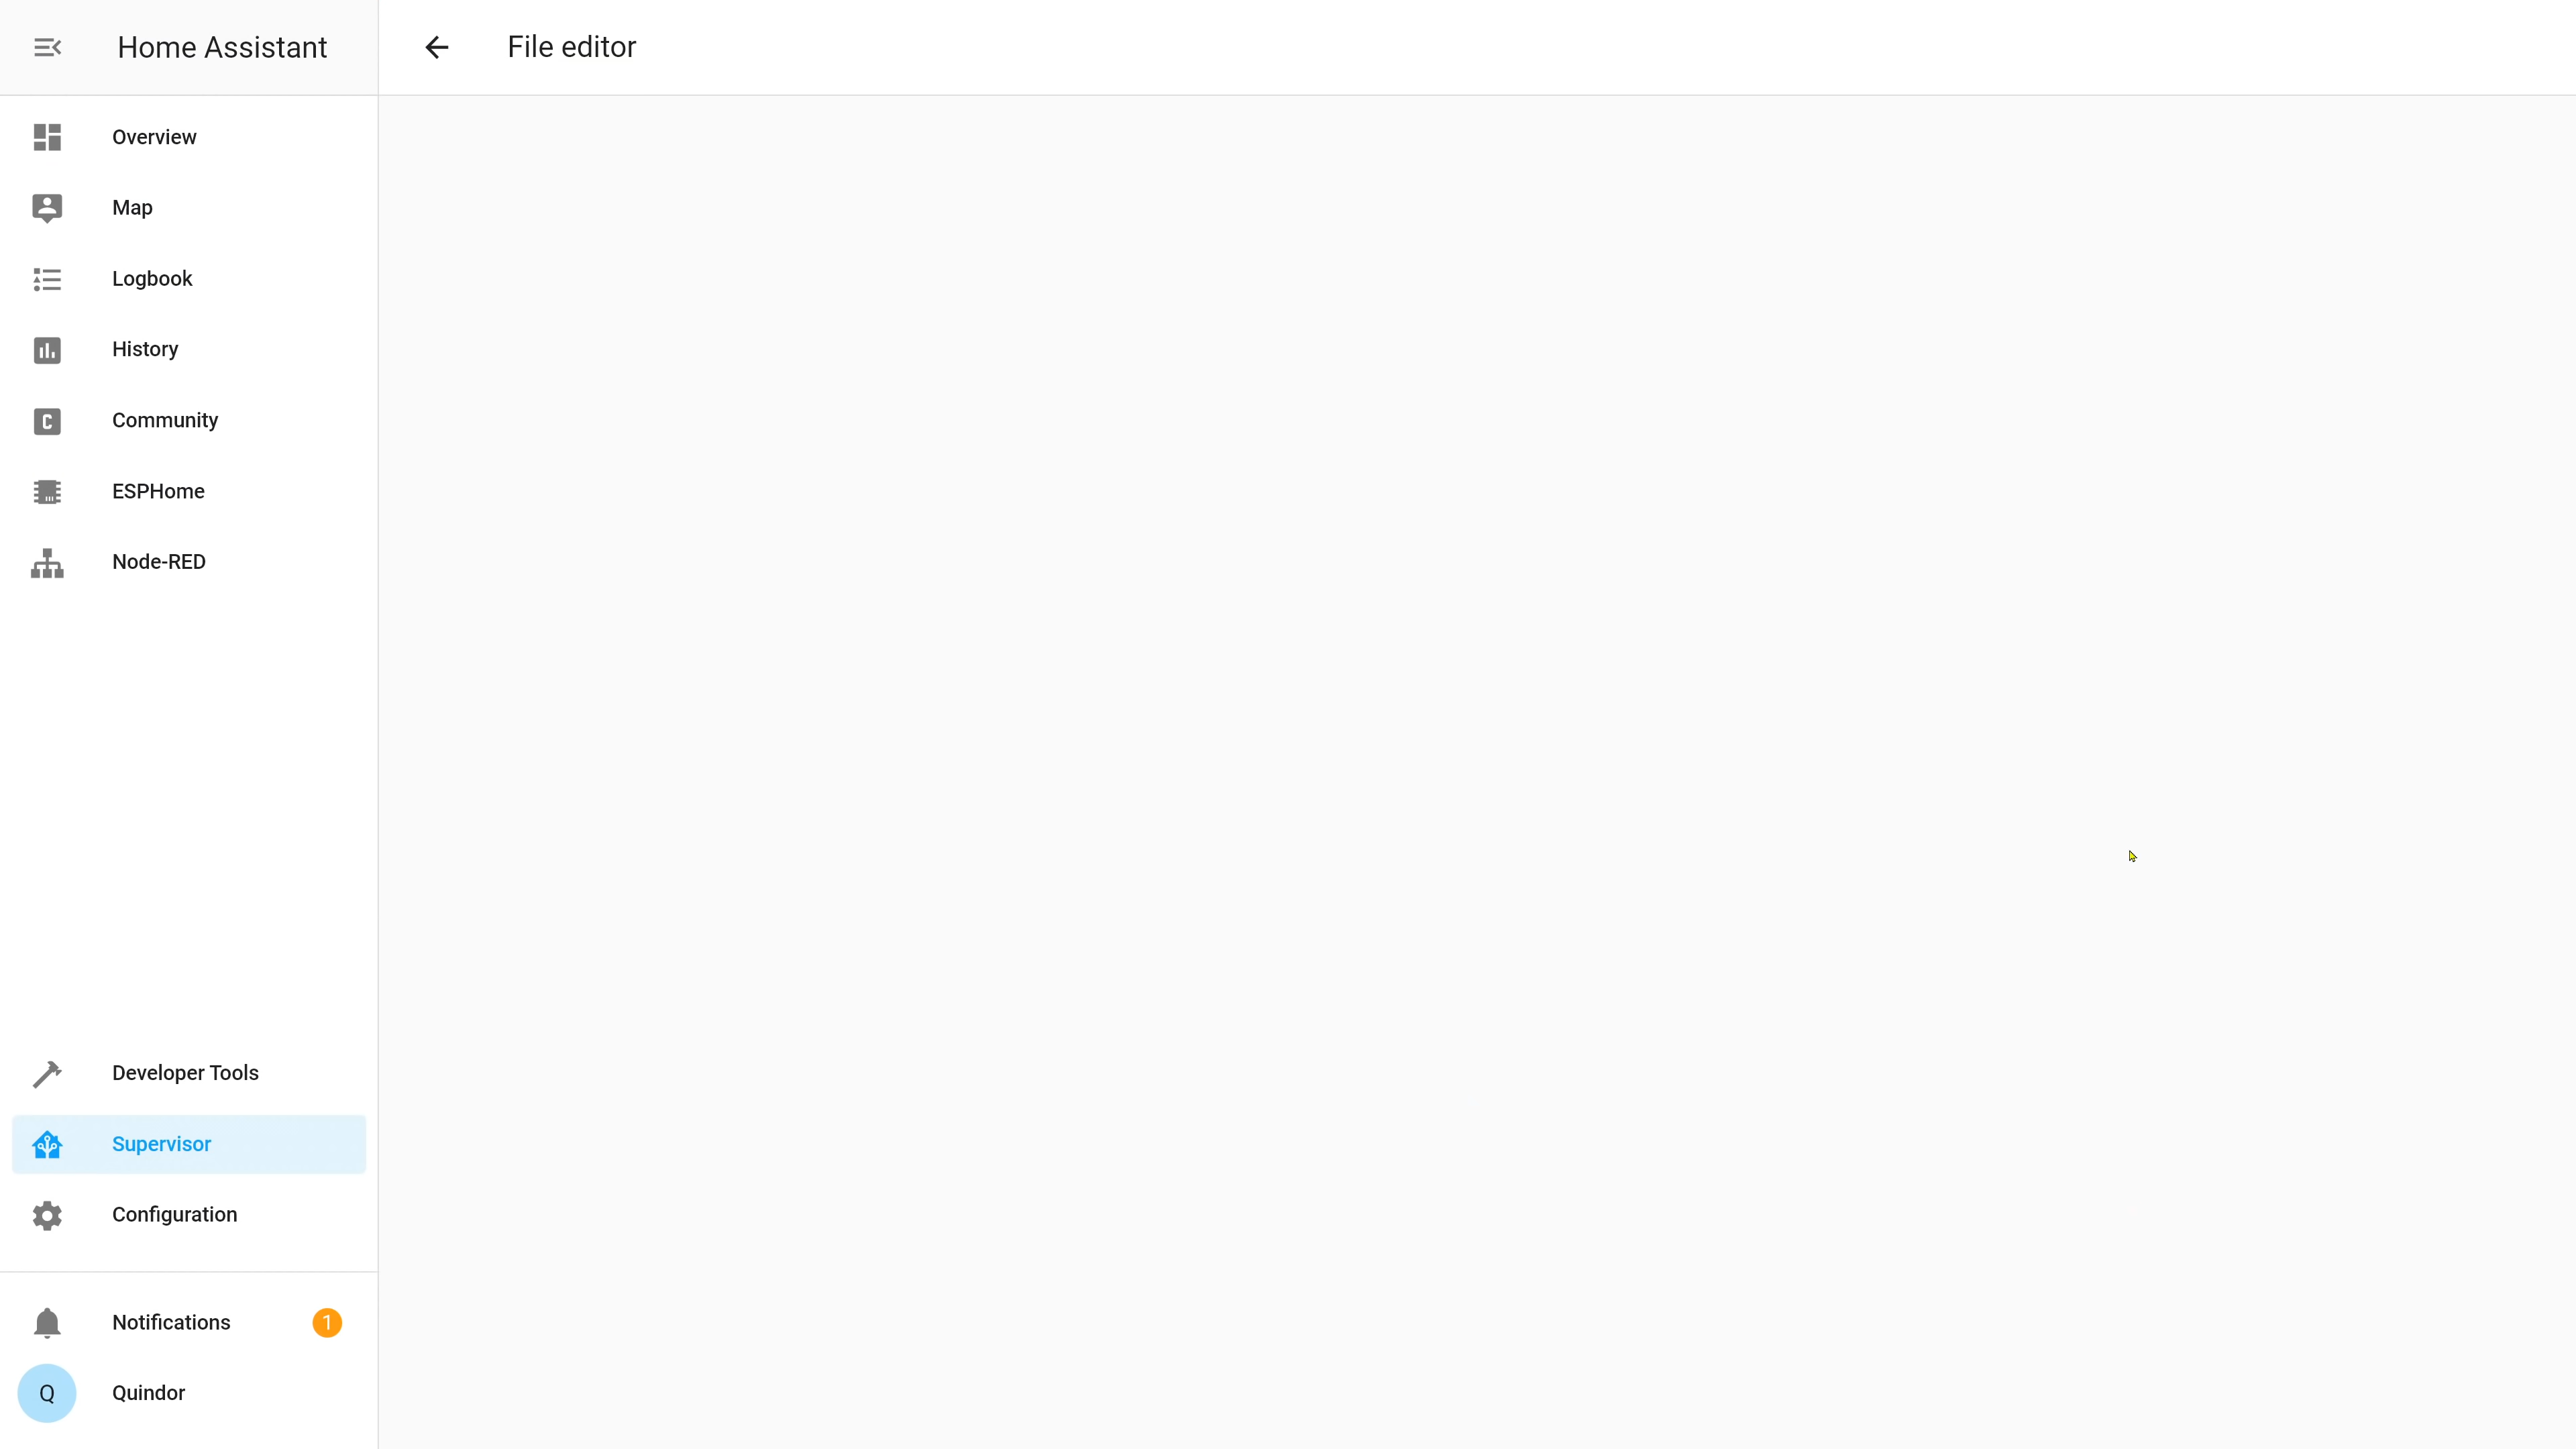 Home Assistant
File editor
Overview
Map
Logbook
History
C Community
ESPHome
Node-RED
Developer Tools
Supervisor
Configuration
Notifications 1
Q Quindor